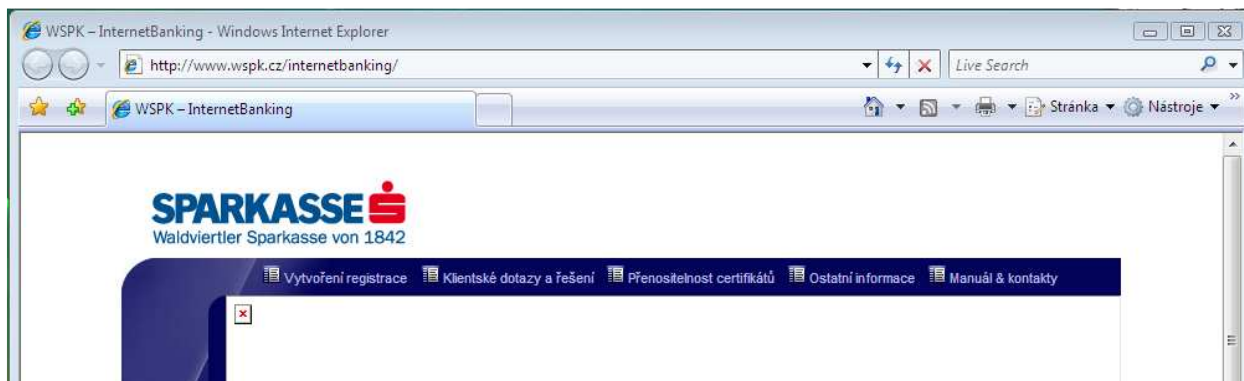 WSPK – InternetBanking - Windows Internet Explorer
http://www.wspk.cz/internetbanking/ Live Search
WSPK – InternetBanking Stránka Nástroje
SPARKASSE
Waldviertler Sparkasse von 1842
Vytvoření registrace Klientské dotazy a řešení Přenositelnost certifikátů Ostatní informace Manuál & kontakty